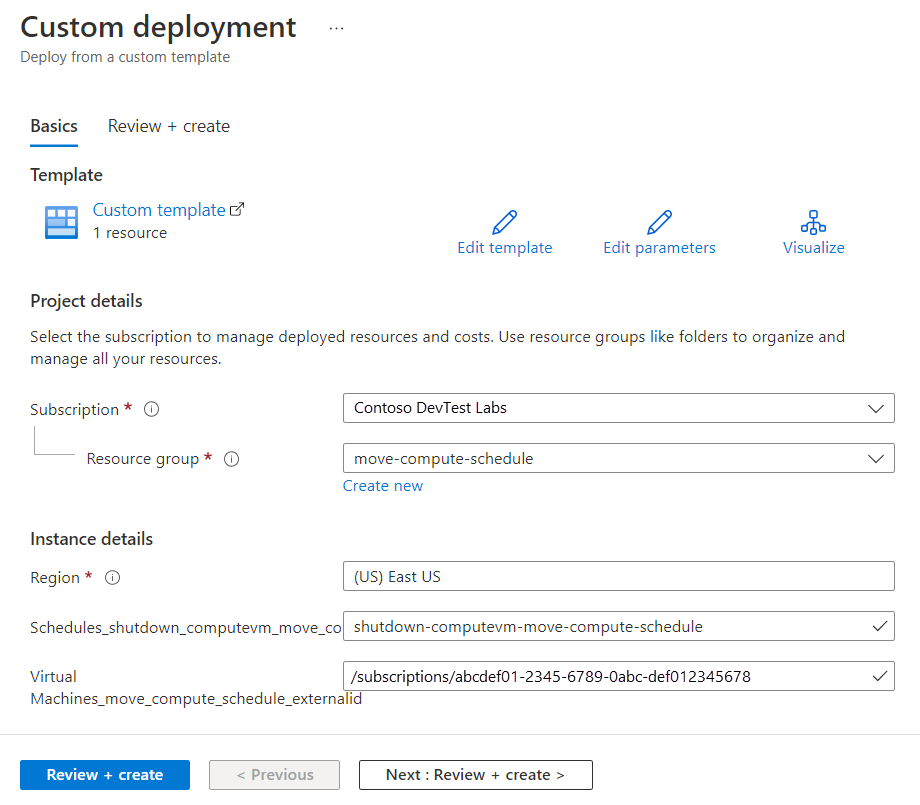 Custom deployment ...
Deploy from a custom template
Basics Review + create
Template
Custom template
1 resource
Edit template Edit parameters Visualize
Project details
Select the subscription to manage deployed resources and costs. Use resource groups like folders to organize and
manage all your resources.
Subscription * Contoso DevTest Labs
Resource group * move-compute-schedule
Create new
Instance details
Region * (US) East US
Schedules_shutdown_computevm_move_co shutdown-computevm-move-compute-schedule
Virtual /subscriptions/abcdef01-2345-6789-0abc-def012345678
Machines_move_compute_schedule_externalid
Review + create < Previous Next : Review + create >